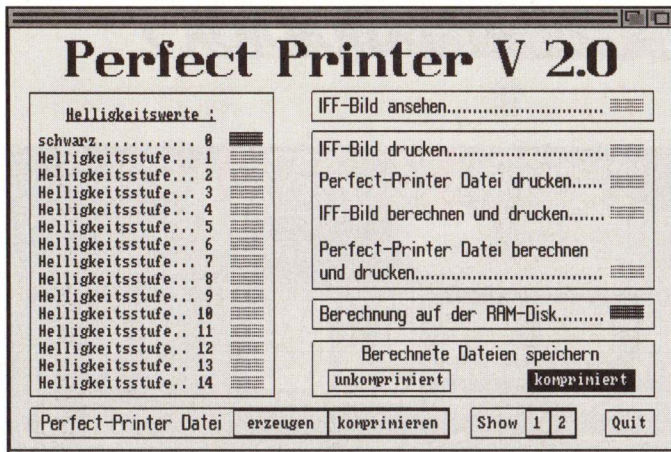 Perfect Printer V 2.0
Helligkeitswerte :
schwarz............. 0
Helligkeitsstufe... 1
Helligkeitsstufe... 2
Helligkeitsstufe... 3
Helligkeitsstufe... 4
Helligkeitsstufe... 5
Helligkeitsstufe... 6
Helligkeitsstufe... 7
Helligkeitsstufe... 8
Helligkeitsstufe... 9
Helligkeitsstufe.. 10
Helligkeitsstufe.. 11
Helligkeitsstufe.. 12
Helligkeitsstufe.. 13
Helligkeitsstufe.. 14
IFF-Bild ansehen............................
IFF-Bild drucken............................
Perfect-Printer Datei drucken......
IFF-Bild berechnen und drucken.......
Perfect-Printer Datei berechnen
und drucken.................................
Berechnung auf der RAM-Disk.........
Berechnete Dateien speichern
unkomprimiert komprimiert
Perfect-Printer Datei erzeugen komprimieren Show 1 2 Quit